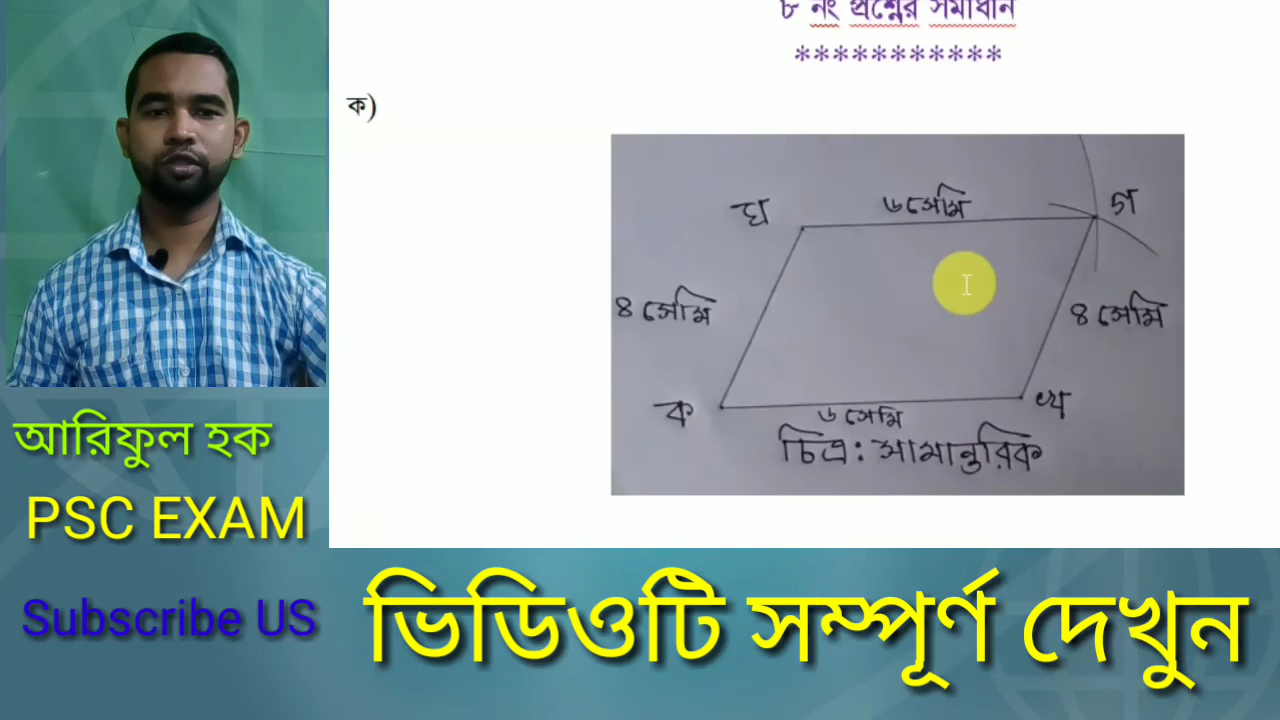 ৮ নং প্রশ্নের সমাধান
***********
ক)
ঘ
৬ সেমি
গ
৪ সেমি
৪ সেমি
ক
৬ সেমি
খ
চিত্র: সামান্তরিক
আরিফুল হক
PSC EXAM
Subscribe US
ভিডিওটি সম্পূর্ণ দেখুন